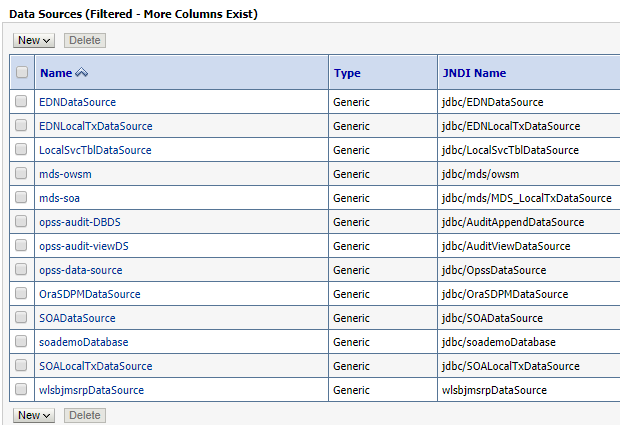 Data Sources (Filtered - More Columns Exist)
New Delete
Name Type JNDI Name
EDNDataSource Generic jdbc/EDNDataSource
EDNLocalTxDataSource Generic jdbc/EDNLocalTxDataSource
LocalSvcTblDataSource Generic jdbc/LocalSvcTblDataSource
mds-owsm Generic jdbc/mds/owsm
mds-soa Generic jdbc/mds/MDS_LocalTxDataSource
opss-audit-DBDS Generic jdbc/AuditAppendDataSource
opss-audit-viewDS Generic jdbc/AuditViewDataSource
opss-data-source Generic jdbc/OpssDataSource
OraSDPMDataSource Generic jdbc/OraSDPMDataSource
SOADataSource Generic jdbc/SOADataSource
soademoDatabase Generic jdbc/soademoDatabase
SOALocalTxDataSource Generic jdbc/SOALocalTxDataSource
wlsbjmsrpDataSource Generic wlsbjmsrpDataSource
New Delete